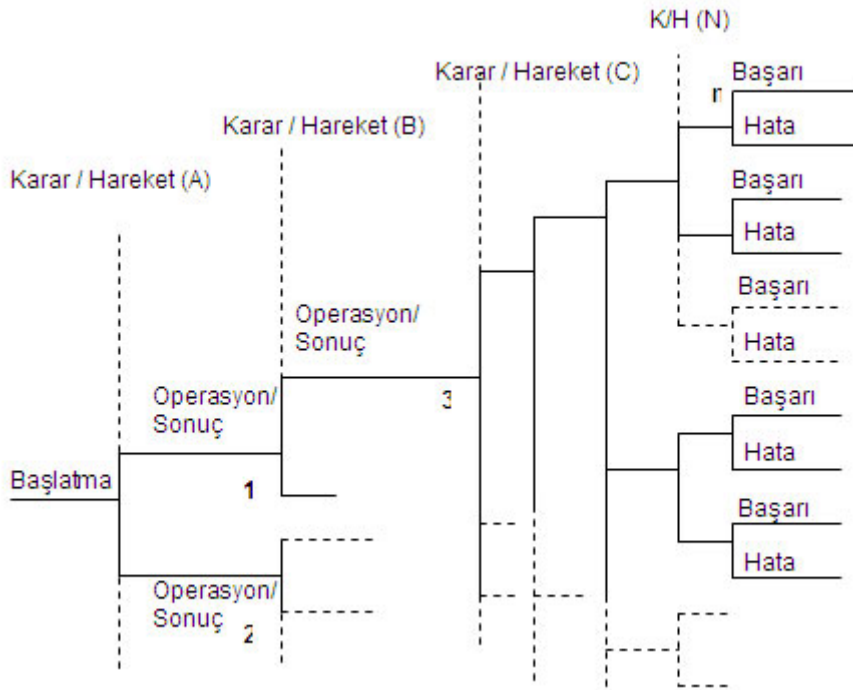 K/H (N)
Karar / Hareket (C)
Başarı
n
Hata
Karar / Hareket (B)
Karar / Hareket (A)
Başarı
Hata
Başarı
Operasyon/
Sonuç
Hata
Operasyon/
Sonuç
3
Başarı
Hata
Başlatma
1
Başarı
Hata
Operasyon/
Sonuç
2